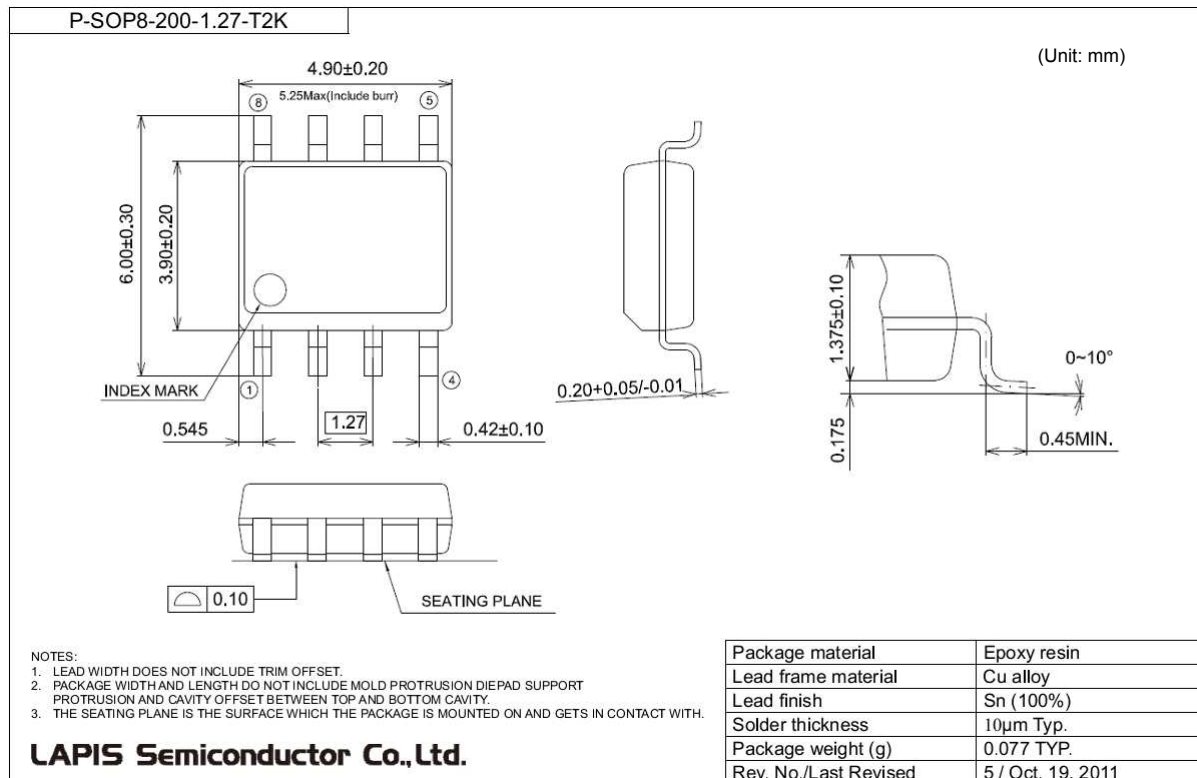 P-SOP8-200-1.27-T2K
(Unit: mm)
4.90±0.20
5.25Max(Include burr)
8
5
6.00±0.30
3.90±0.20
INDEX MARK
1
4
0.545
1.27
0.42±0.10
0.20+0.05/-0.01
1.375±0.10
0.175
0~10°
0.45MIN.
0.10
SEATING PLANE
NOTES:
1. LEAD WIDTH DOES NOT INCLUDE TRIM OFFSET.
2. PACKAGE WIDTH AND LENGTH DO NOT INCLUDE MOLD PROTRUSION DIEPAD SUPPORT
PROTRUSION AND CAVITY OFFSET BETWEEN TOP AND BOTTOM CAVITY.
3. THE SEATING PLANE IS THE SURFACE WHICH THE PACKAGE IS MOUNTED ON AND GETS IN CONTACT WITH.
LAPIS Semiconductor Co.,Ltd.
Package material Epoxy resin
Lead frame material Cu alloy
Lead finish Sn (100%)
Solder thickness 10μm Typ.
Package weight (g) 0.077 TYP.
Rev. No./Last Revised 5 / Oct. 19, 2011